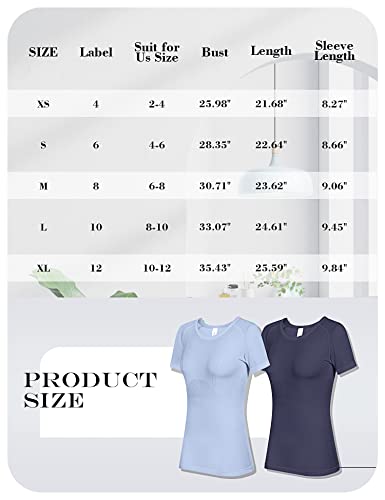 SIZE Label Suit for Us Size Bust Length Sleeve Length
XS 4 2-4 25.98" 21.68" 8.27"
S 6 4-6 28.35" 22.64" 8.66"
M 8 6-8 30.71" 23.62" 9.06"
L 10 8-10 33.07" 24.61" 9.45"
XL 12 10-12 35.43" 25.59" 9.84"
PRODUCT
SIZE